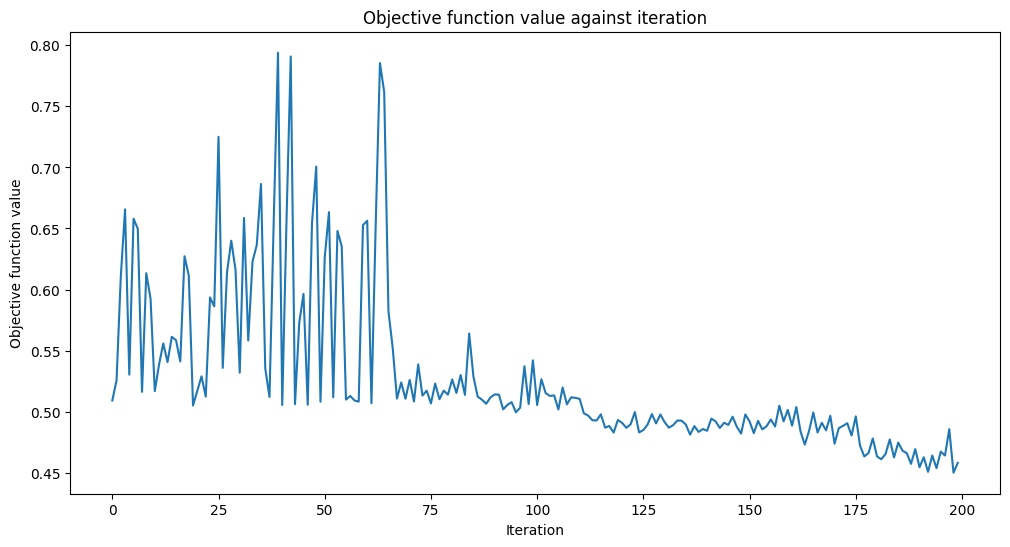 Objective function value against iteration
0.80
0.75
0.70
0.65
0.60
0.55
0.50
0.45
Objective function value
0 25 50 75 100 125 150 175 200
Iteration